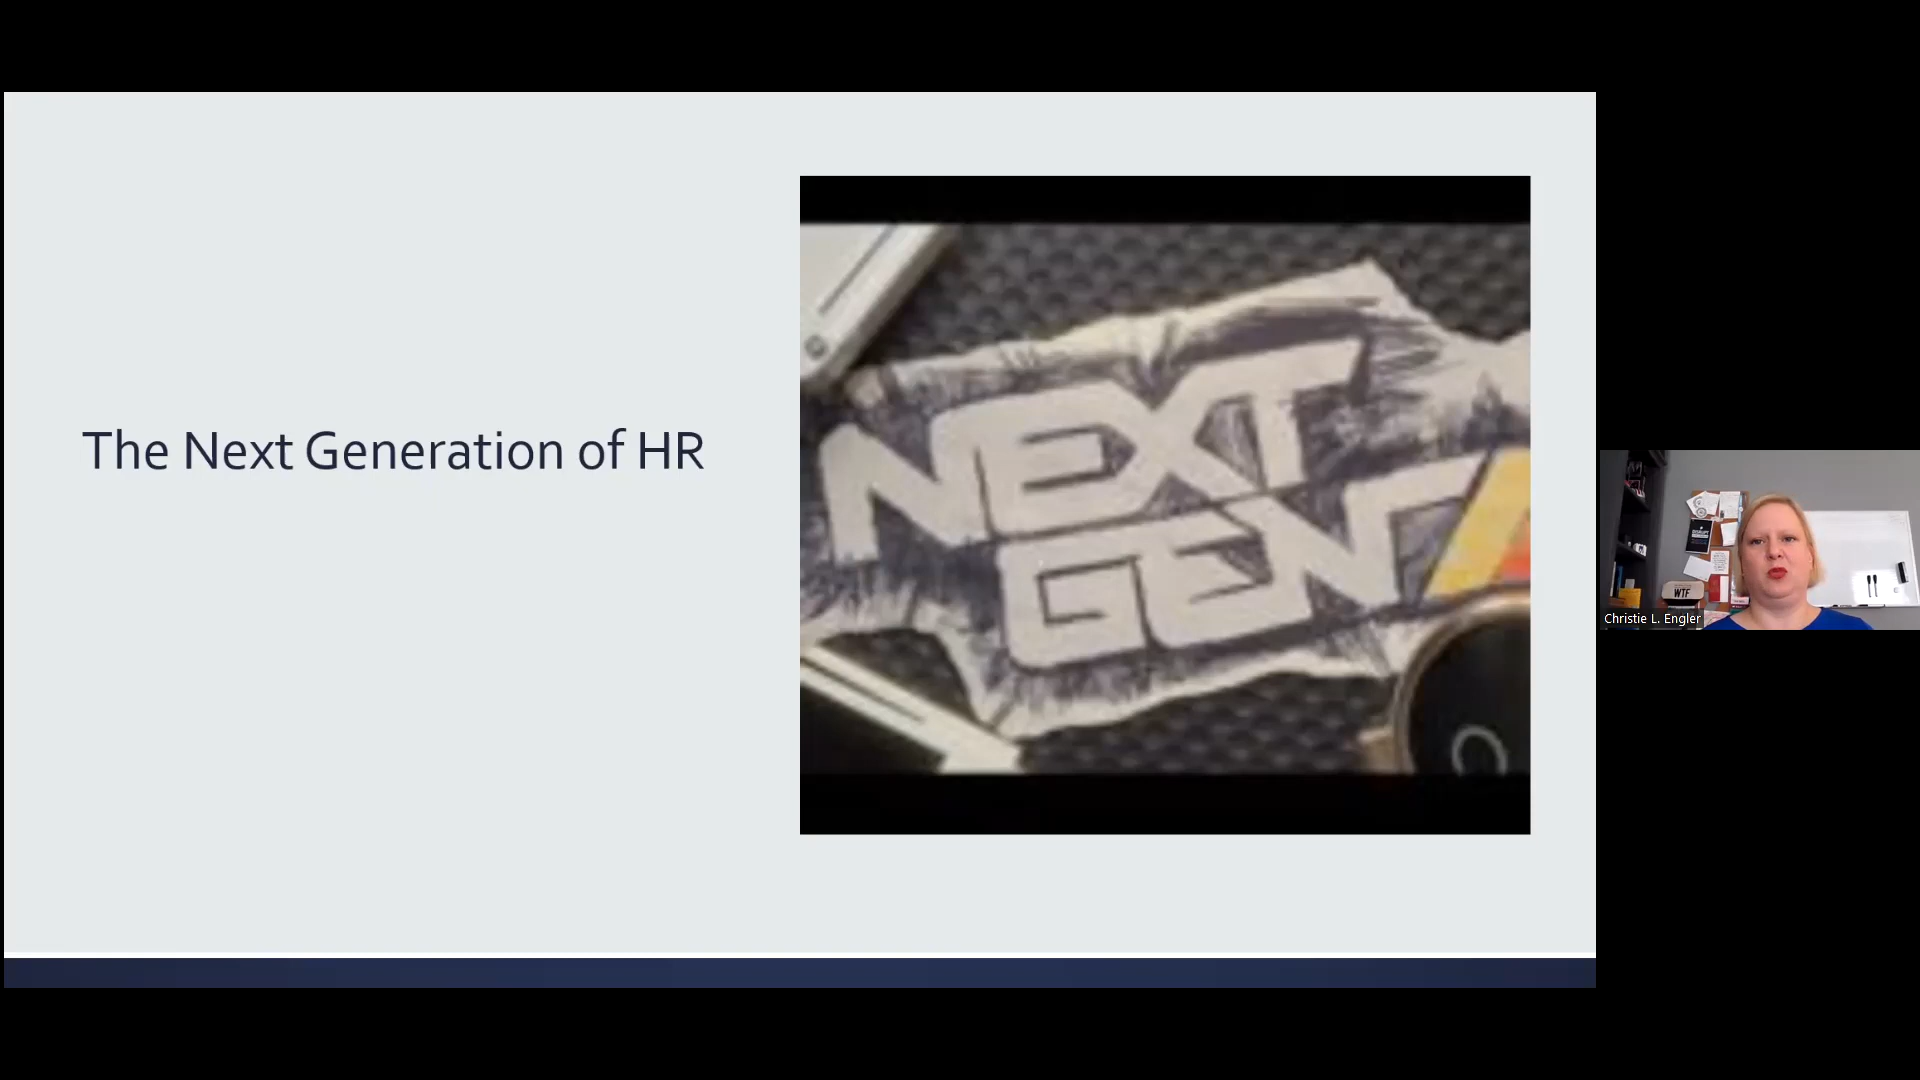 The Next Generation of HR
NEXT
GEN
WTF
Christie L. Engler